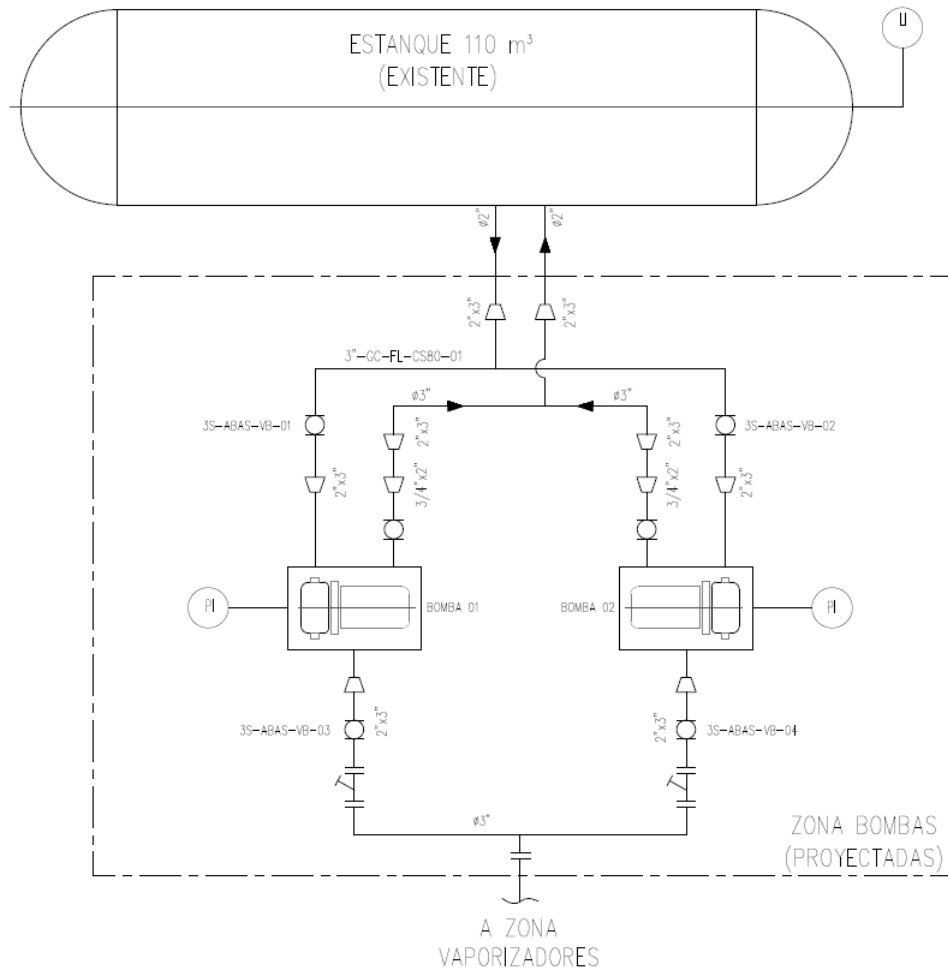 ESTANQUE 110 m³
(EXISTENTE)
LI
ø2"
ø2"
2"x3"
2"x3"
3"-GC-FL-CS80-01
ø3"
ø3"
3S-ABAS-VB-01
2"x3"
2"x3"
3S-ABAS-VB-02
2"x3"
3/4"x2"
3/4"x2"
2"x3"
PI
BOMBA 01
BOMBA 02
PI
3S-ABAS-VB-03
2"x3"
2"x3"
3S-ABAS-VB-04
ø3"
ZONA BOMBAS
(PROYECTADAS)
A ZONA
VAPORIZADORES